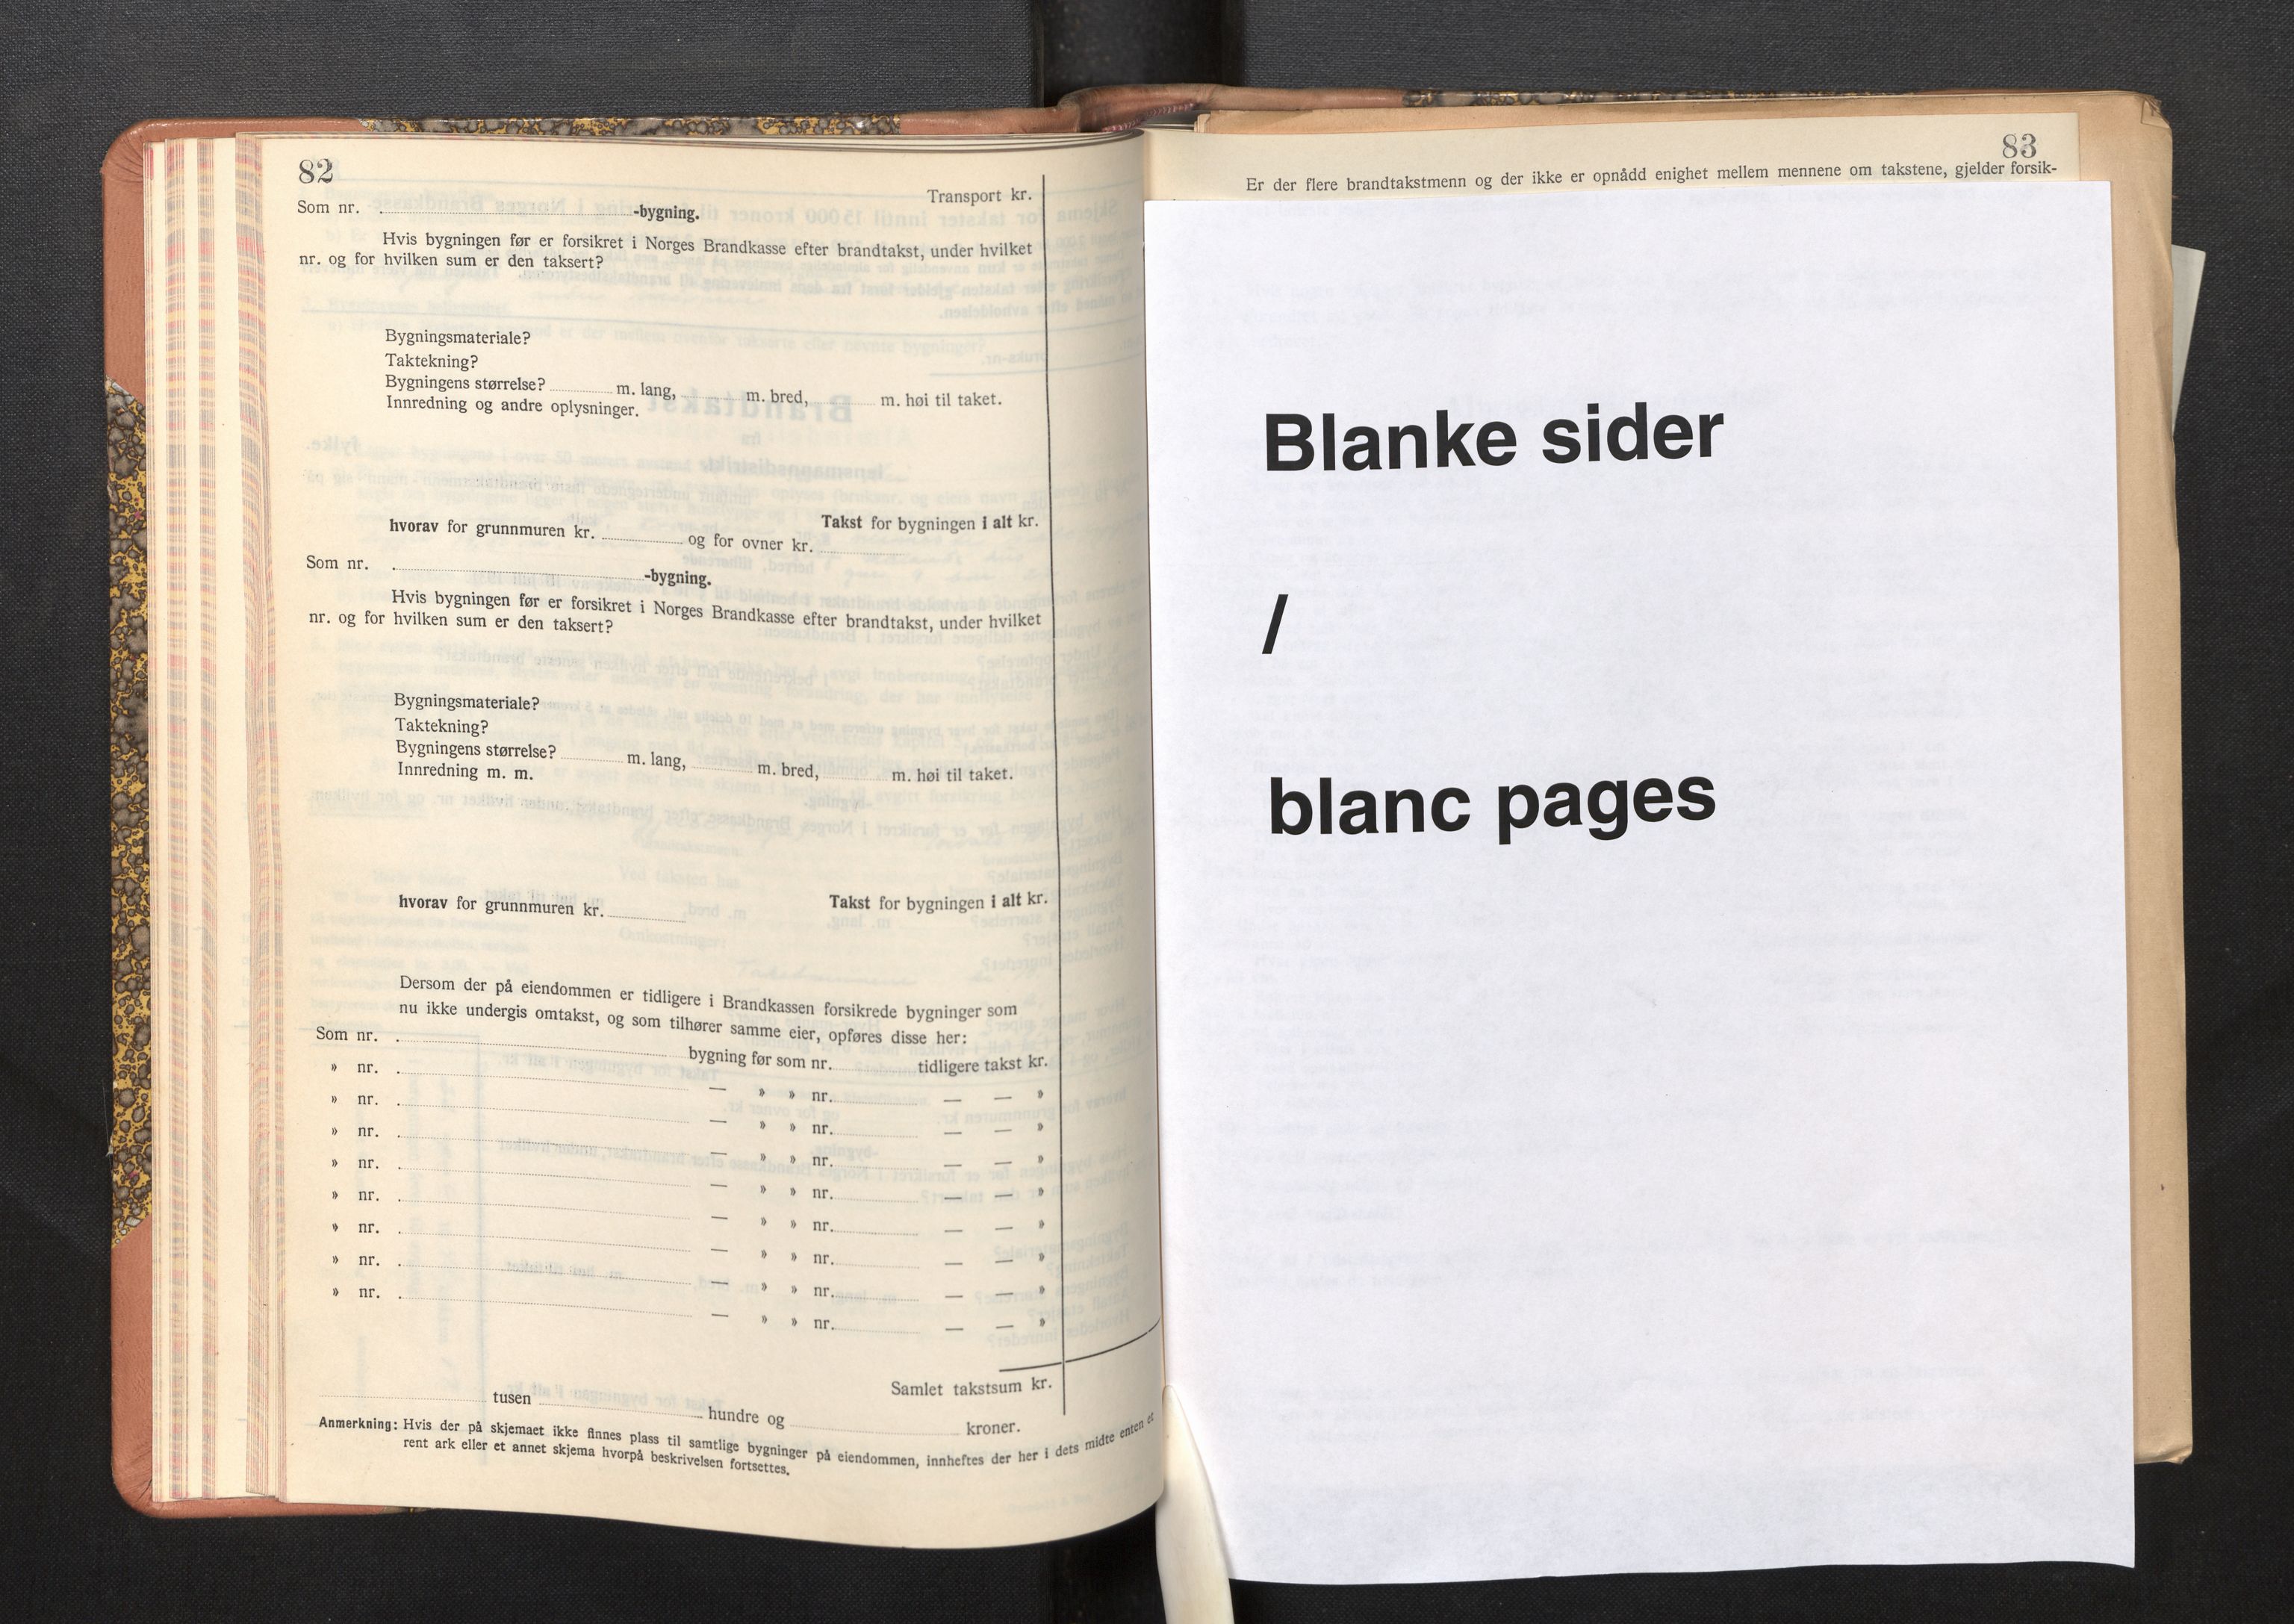 82
Transport kr.
Som nr. -bygning.
Hvis bygningen før er forsikret i Norges Brandkasse efter brandtakst, under hvilket
nr. og for hvilken sum er den taksert?
Bygningsmateriale?
Taktekning?
Bygningens størrelse? m. lang, m. bred, m. høi til taket.
Innredning og andre oplysninger.
Takst for bygningen i alt kr.
hvorav for grunnmuren kr. og for ovner kr.
Som nr. -bygning.
Hvis bygningen før er forsikret i Norges Brandkasse efter brandtakst, under hvilket
nr. og for hvilken sum er den taksert?
Bygningsmateriale?
Taktekning?
Bygningens størrelse? m. lang, m. bred, m. høi til taket.
Innredning m. m.
hvorav for grunnmuren kr. Takst for bygningen i alt kr.
Dersom der på eiendommen er tidligere i Brandkassen forsikrede bygninger som
nu ikke undergis omtakst, og som tilhører samme eier, opføres disse her:
Som nr. bygning før som nr. tidligere takst kr.
» nr. — » » nr. — — »
» nr. — » » nr. — — »
» nr. — » » nr. — — »
» nr. — » » nr. — — »
» nr. — » » nr. — — »
» nr. — » » nr. — — »
» nr. — » » nr. — — »
» nr. — » » nr. — — »
Samlet takstsum kr.
tusen hundre og kroner.
Anmerkning: Hvis der på skjemaet ikke finnes plass til samtlige bygninger på eiendommen, innheftes der her i dets midte enten et
rent ark eller et annet skjema hvorpå beskrivelsen fortsettes.
83
Er der flere brandtakstmenn og der ikke er opnådd enighet mellem mennene om takstene, gjelder forsik-
Blanke sider
/
blanc pages